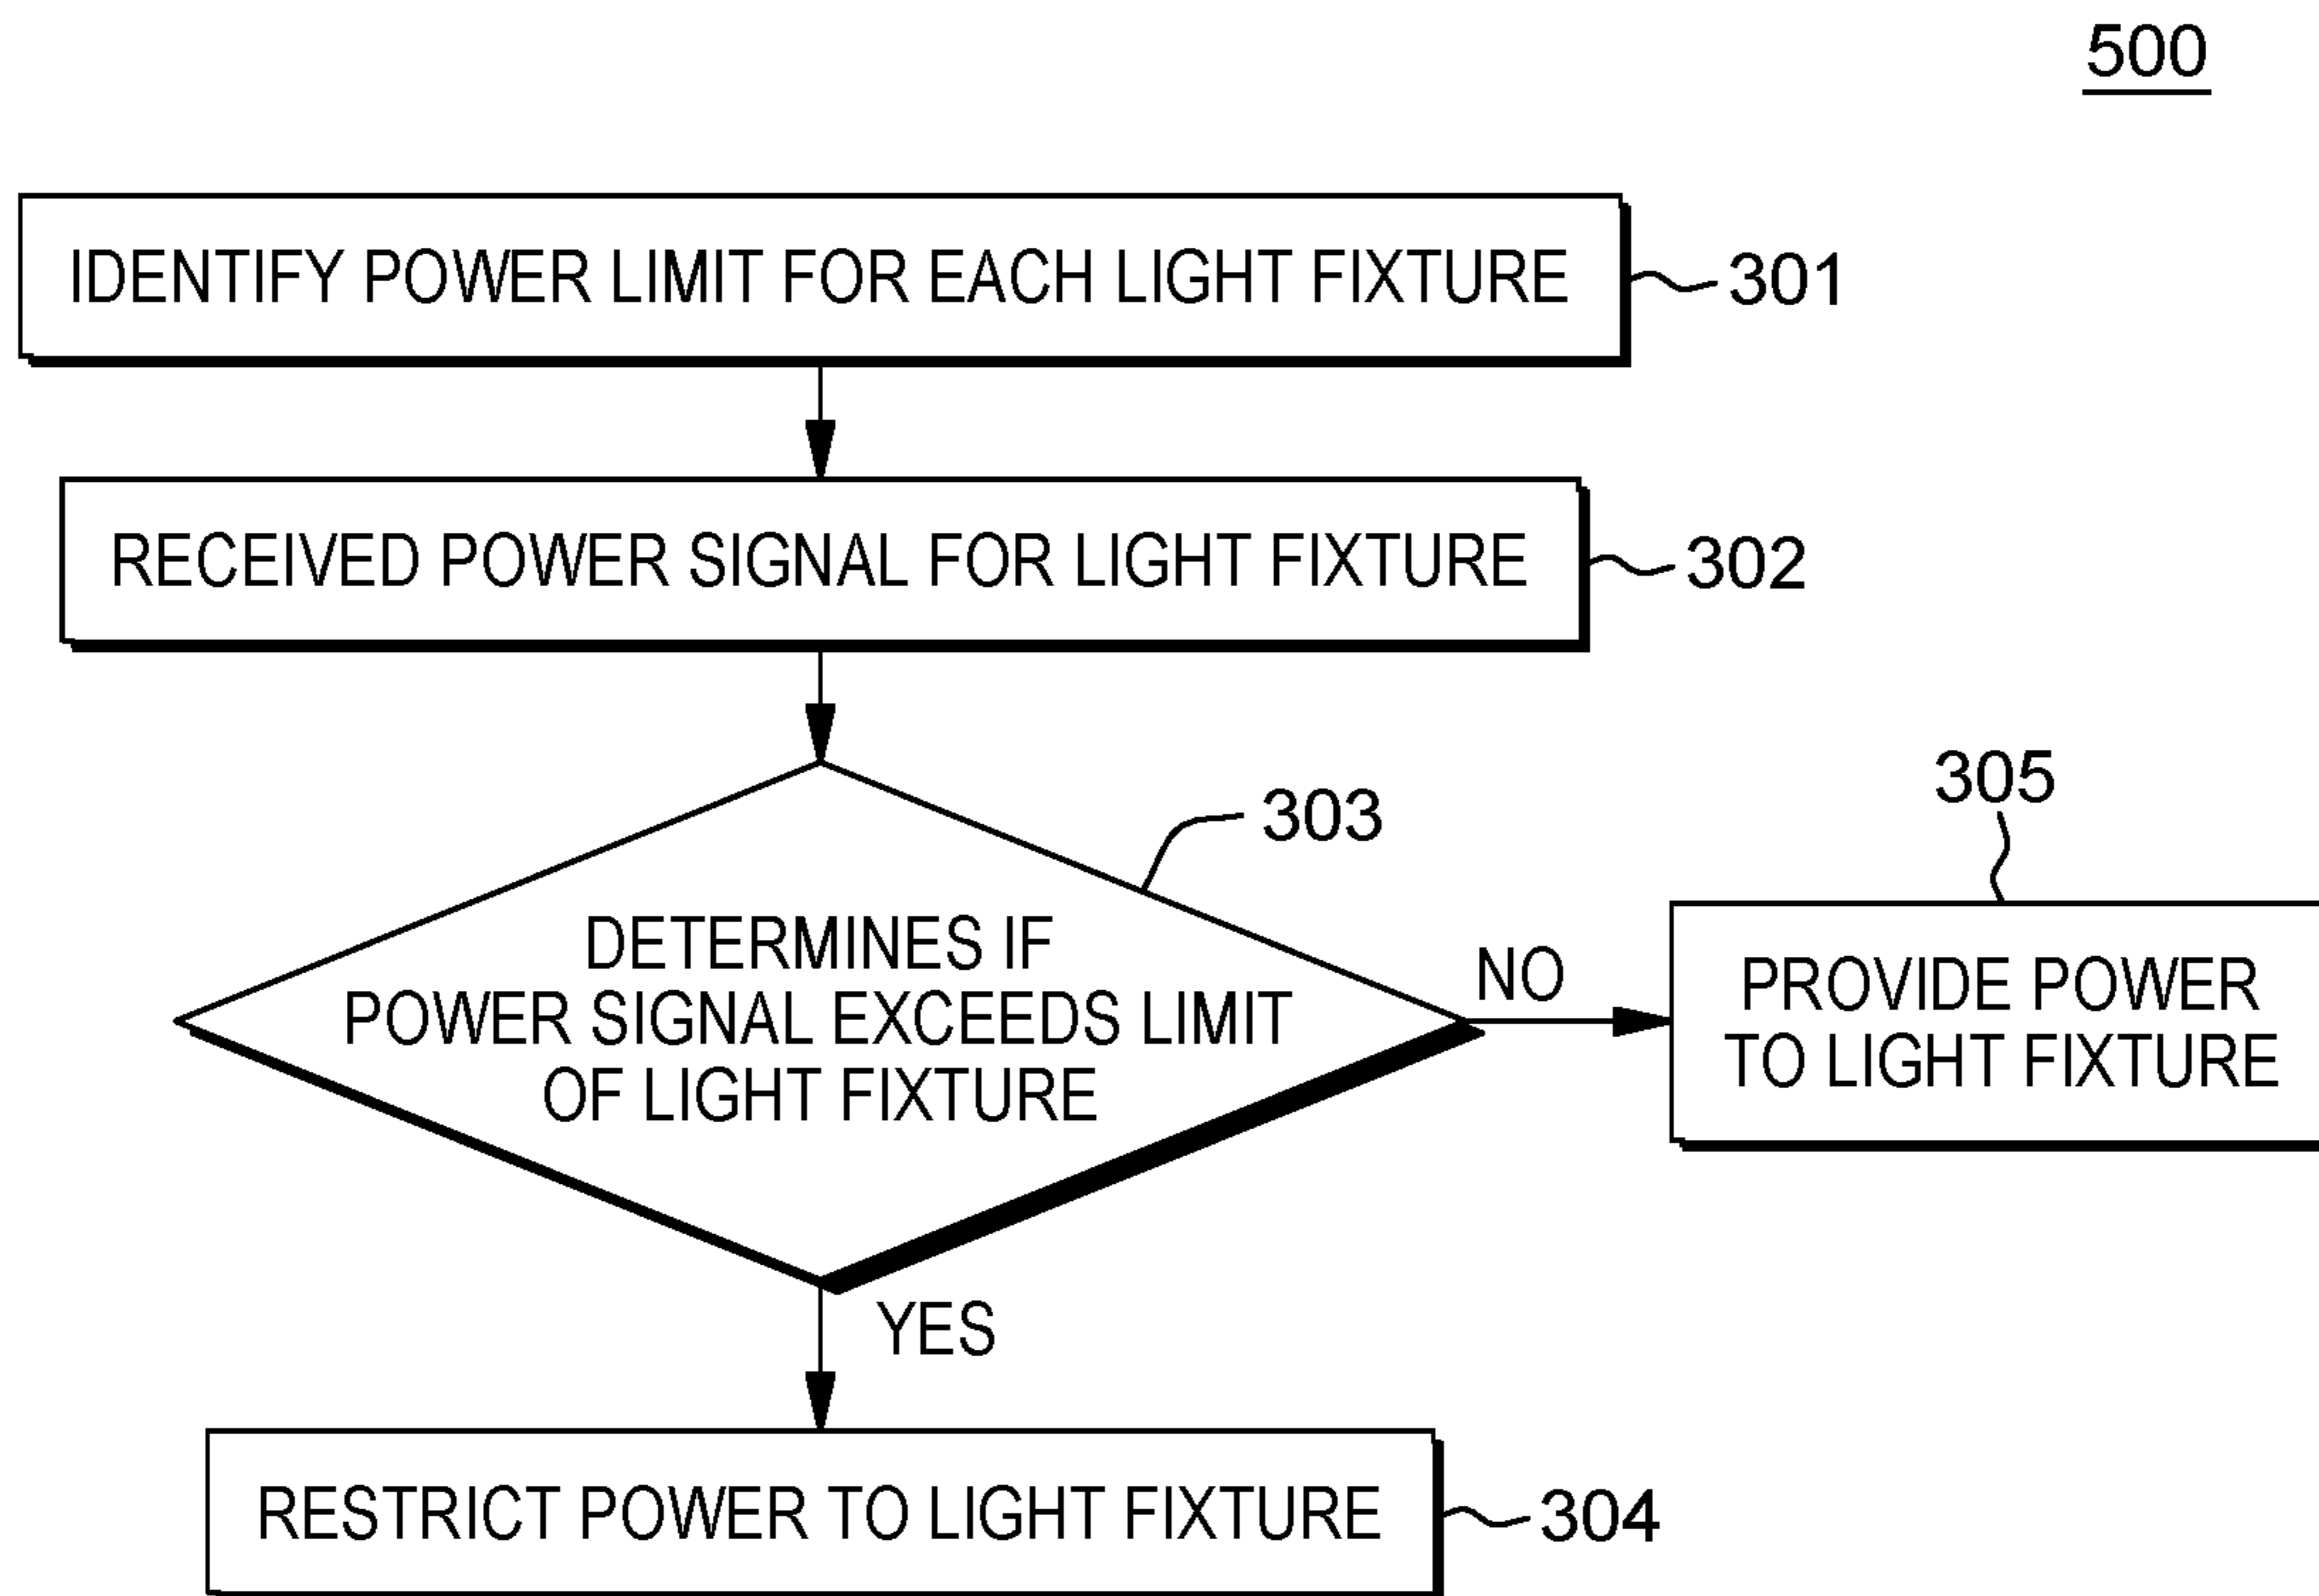 500
IDENTIFY POWER LIMIT FOR EACH LIGHT FIXTURE
301
RECEIVED POWER SIGNAL FOR LIGHT FIXTURE
302
303
DETERMINES IF
POWER SIGNAL EXCEEDS LIMIT
OF LIGHT FIXTURE
NO
305
PROVIDE POWER
TO LIGHT FIXTURE
YES
RESTRICT POWER TO LIGHT FIXTURE
304